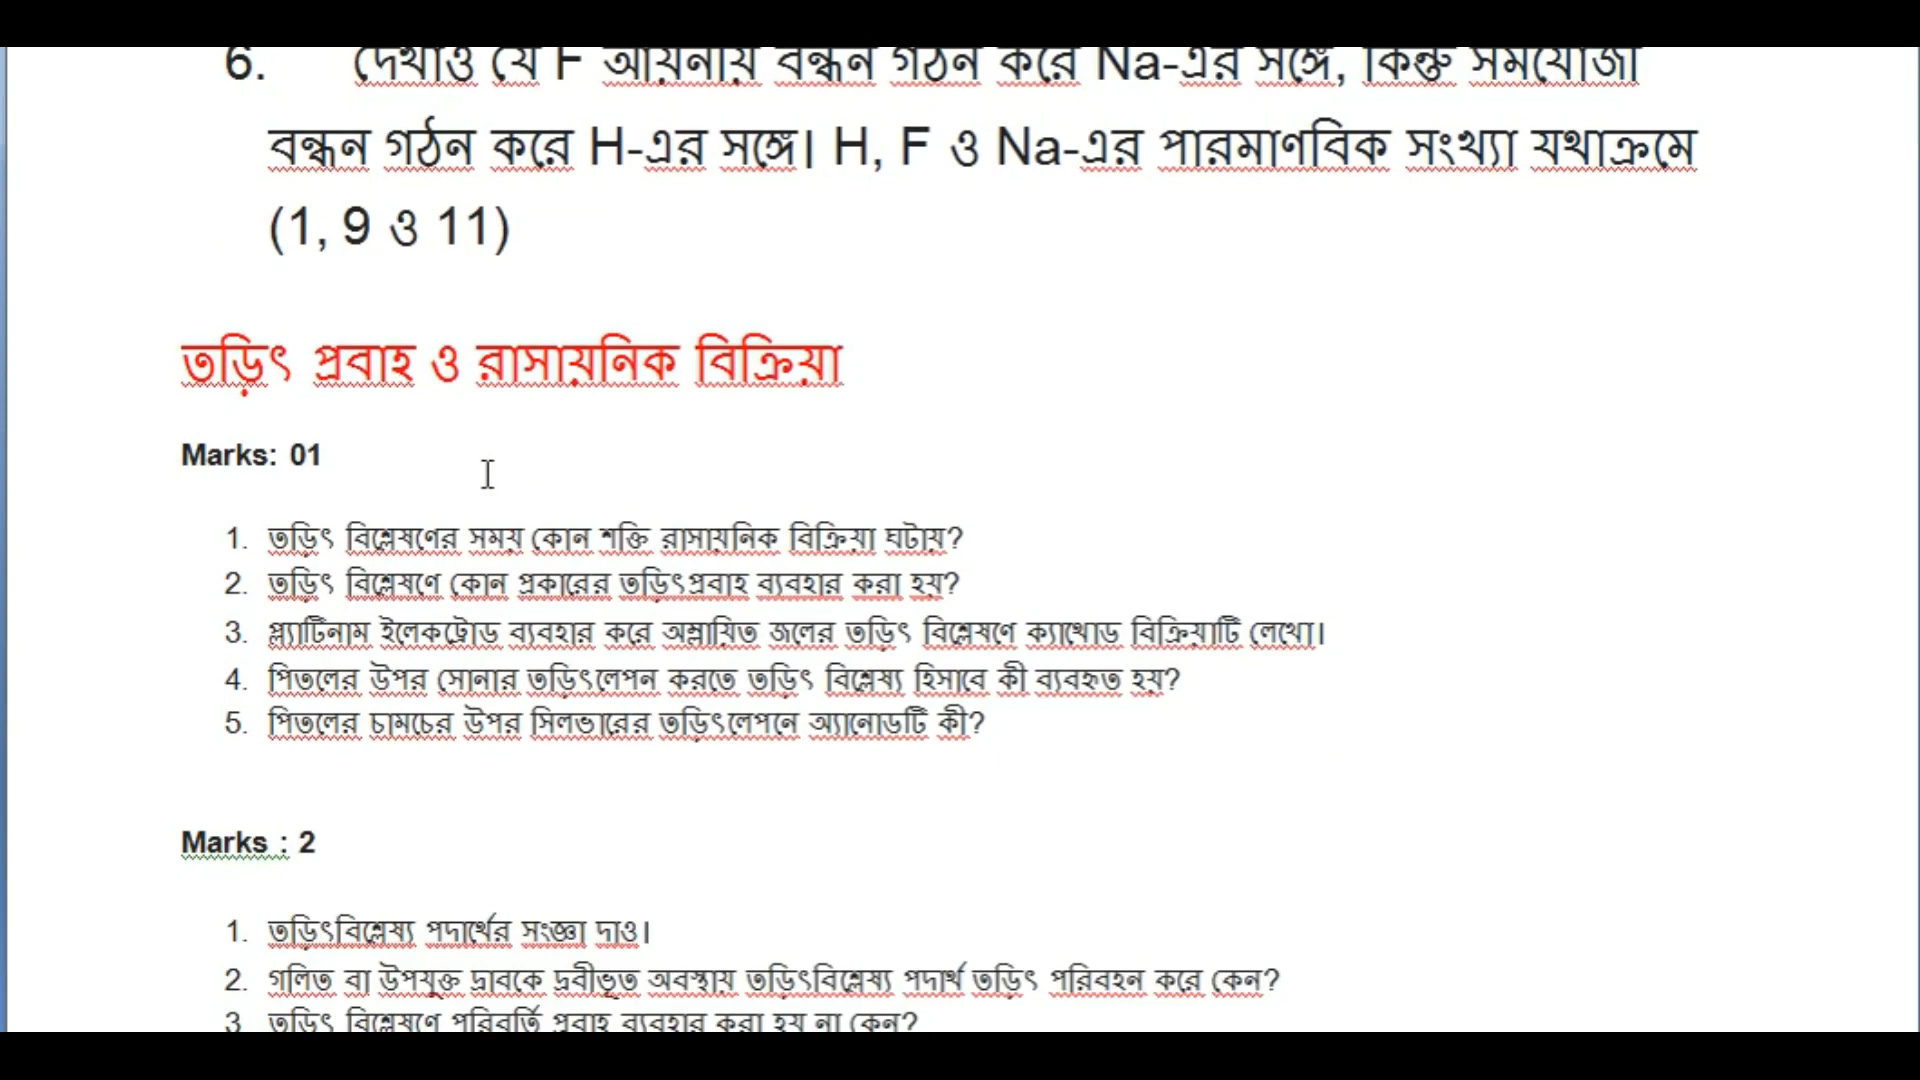 6. দেখাও যে F আয়নীয় বন্ধন গঠন করে Na-এর সঙ্গে, কিন্তু সমযোজী
বন্ধন গঠন করে H-এর সঙ্গে। H, F ও Na-এর পারমাণবিক সংখ্যা যথাক্রমে
(1, 9 ও 11)
তড়িৎ প্রবাহ ও রাসায়নিক বিক্রিয়া
Marks: 01
1. তড়িৎ বিশ্লেষণের সময় কোন শক্তি রাসায়নিক বিক্রিয়া ঘটায়?
2. তড়িৎ বিশ্লেষণে কোন প্রকারের তড়িৎপ্রবাহ ব্যবহার করা হয়?
3. প্ল্যাটিনাম ইলেকট্রোড ব্যবহার করে অম্লায়িত জলের তড়িৎ বিশ্লেষণে ক্যাথোড বিক্রিয়াটি লেখো।
4. পিতলের উপর সোনার তড়িৎলেপন করতে তড়িৎ বিশ্লেষ্য হিসাবে কী ব্যবহৃত হয়?
5. পিতলের চামচের উপর সিলভারের তড়িৎলেপনে অ্যানোডটি কী?
Marks : 2
1. তড়িৎবিশ্লেষ্য পদার্থের সংজ্ঞা দাও।
2. গলিত বা উপযুক্ত দ্রাবকে দ্রবীভূত অবস্থায় তড়িৎবিশ্লেষ্য পদার্থ তড়িৎ পরিবহন করে কেন?
3. তড়িৎ বিশ্লেষণে পরিবর্তি প্রবাহ ব্যবহার করা হয় না কেন?